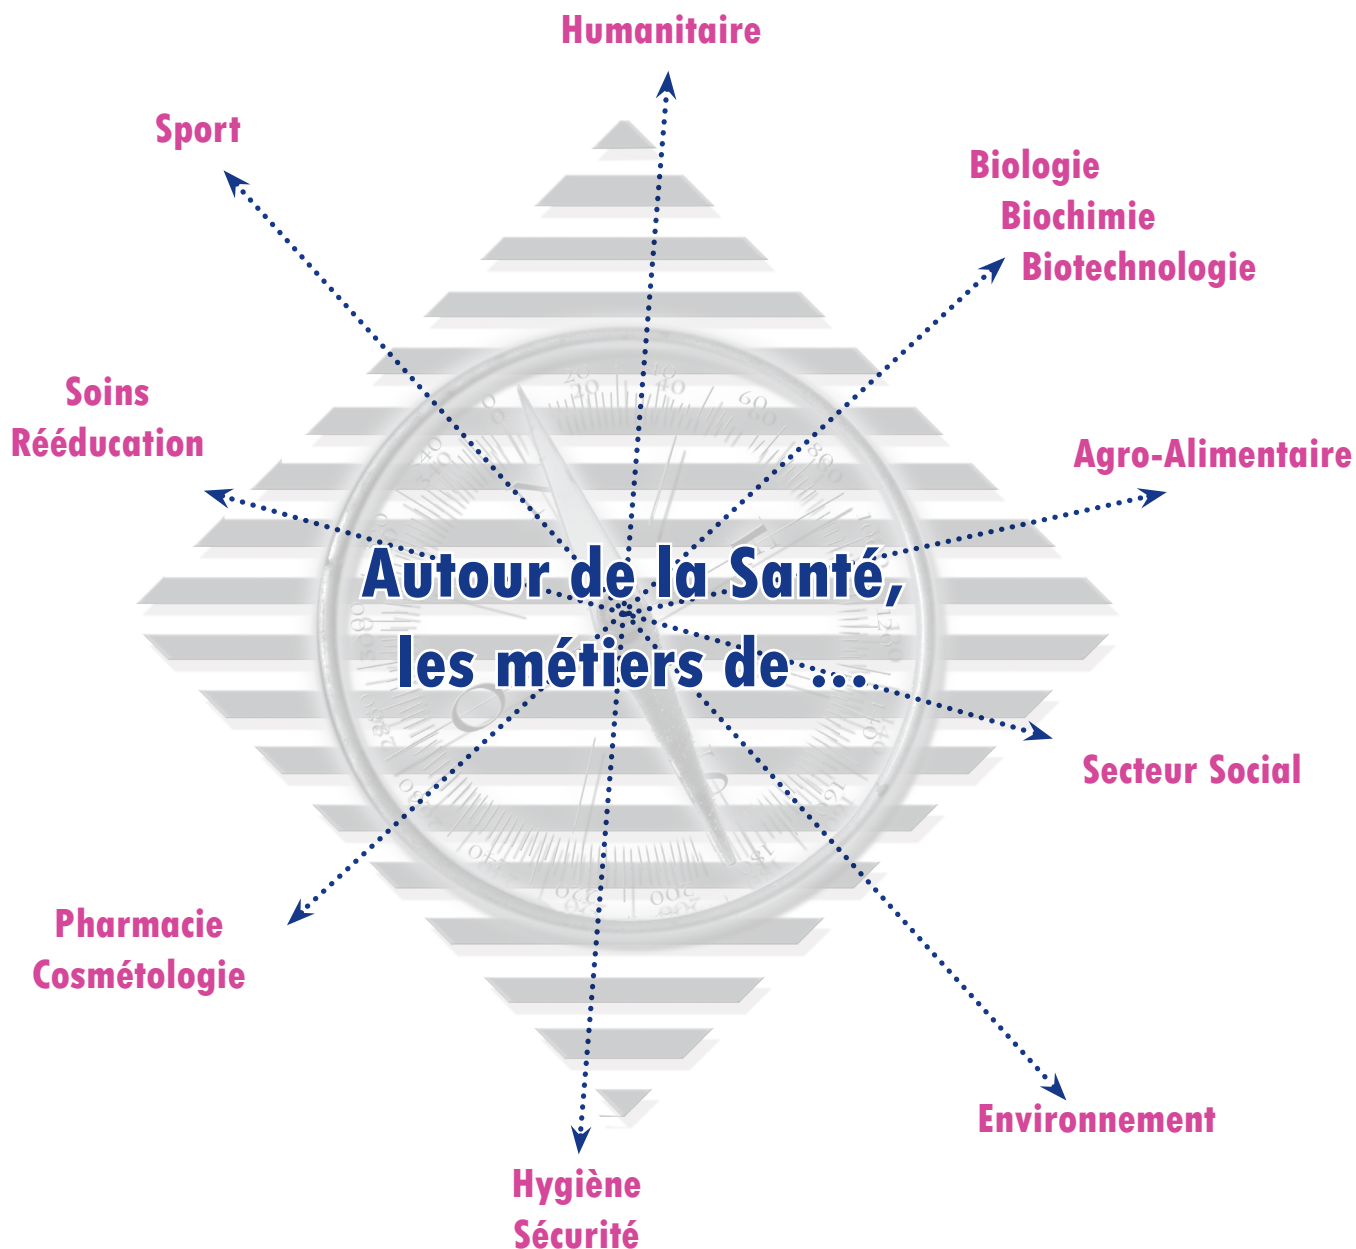 Humanitaire
Sport
Biologie
Biochimie
Biotechnologie
Soins
Rééducation
Agro-Alimentaire
Autour de la Santé,
les métiers de ...
Secteur Social
Pharmacie
Cosmétologie
Environnement
Hygiène
Sécurité